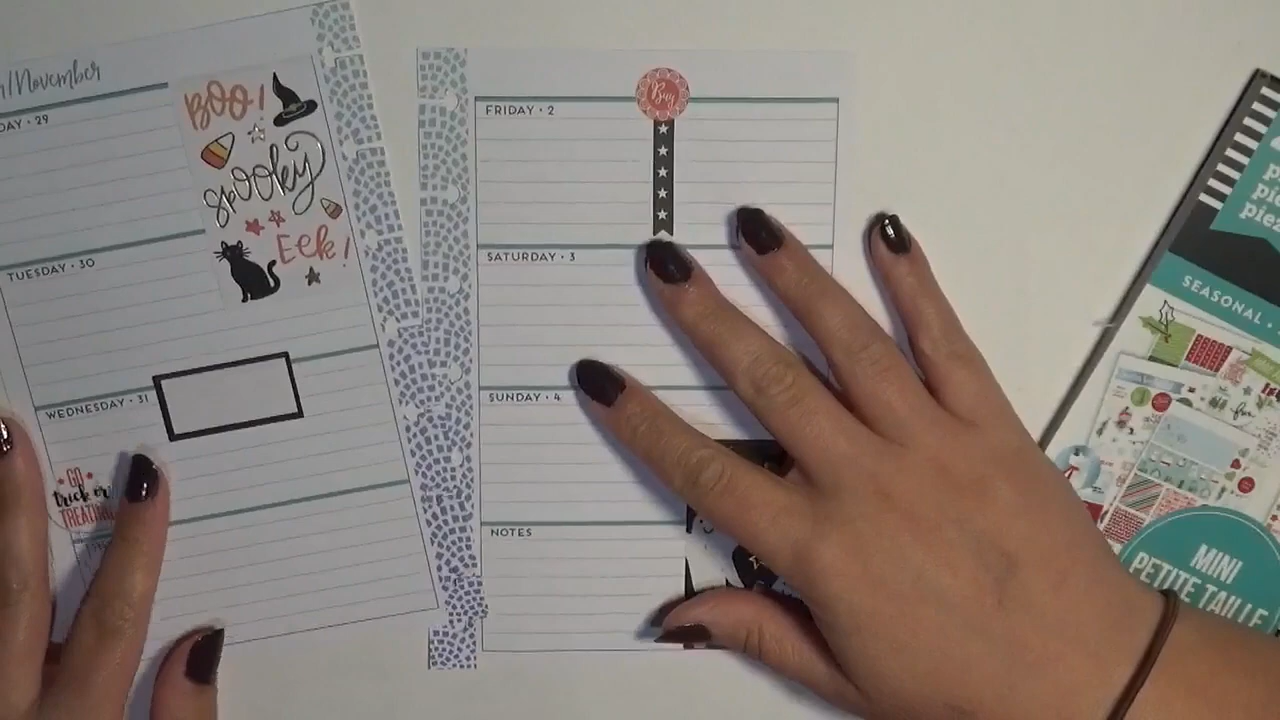 /November
DAY • 29
BOO!
spooky
Eek!
TUESDAY • 30
WEDNESDAY • 31
GO
trick or
TREATING
Buy
FRIDAY • 2
SATURDAY • 3
SUNDAY • 4
NOTES
SEASONAL •
MINI
PETITE TAILLE